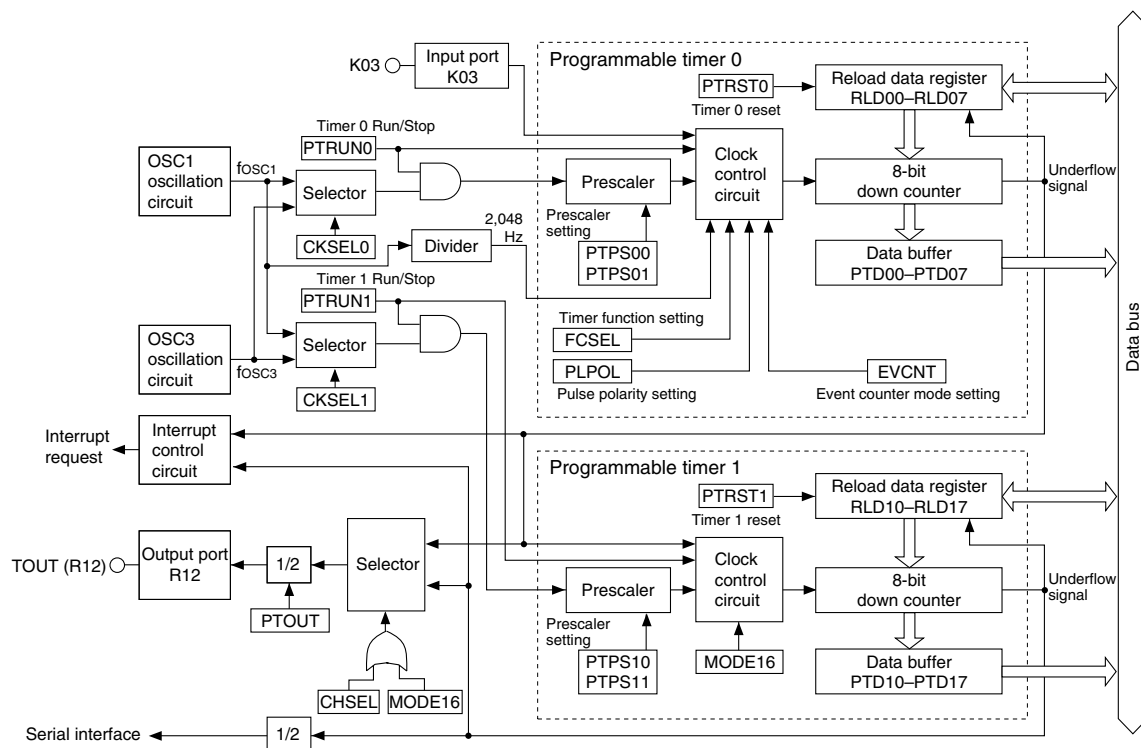 K03
Input port
K03
Programmable timer 0
PTRST0
Timer 0 reset
Reload data register
RLD00–RLD07
Timer 0 Run/Stop
PTRUN0
OSC1
oscillation
circuit
fOSC1
Selector
CKSEL0
Prescaler
Prescaler
setting
PTPS00
PTPS01
Clock
control
circuit
8-bit
down counter
Underflow
signal
2,048
Hz
Divider
Data buffer
PTD00–PTD07
Timer 1 Run/Stop
PTRUN1
OSC3
oscillation
circuit
fOSC3
Selector
CKSEL1
Timer function setting
FCSEL
PLPOL
Pulse polarity setting
EVCNT
Event counter mode setting
Data bus
Interrupt
request
Interrupt
control
circuit
Programmable timer 1
PTRST1
Timer 1 reset
Reload data register
RLD10–RLD17
TOUT (R12)
Output port
R12
1/2
PTOUT
Selector
Prescaler
Prescaler
setting
PTPS10
PTPS11
Clock
control
circuit
MODE16
8-bit
down counter
Underflow
signal
Data buffer
PTD10–PTD17
CHSEL
MODE16
Serial interface
1/2